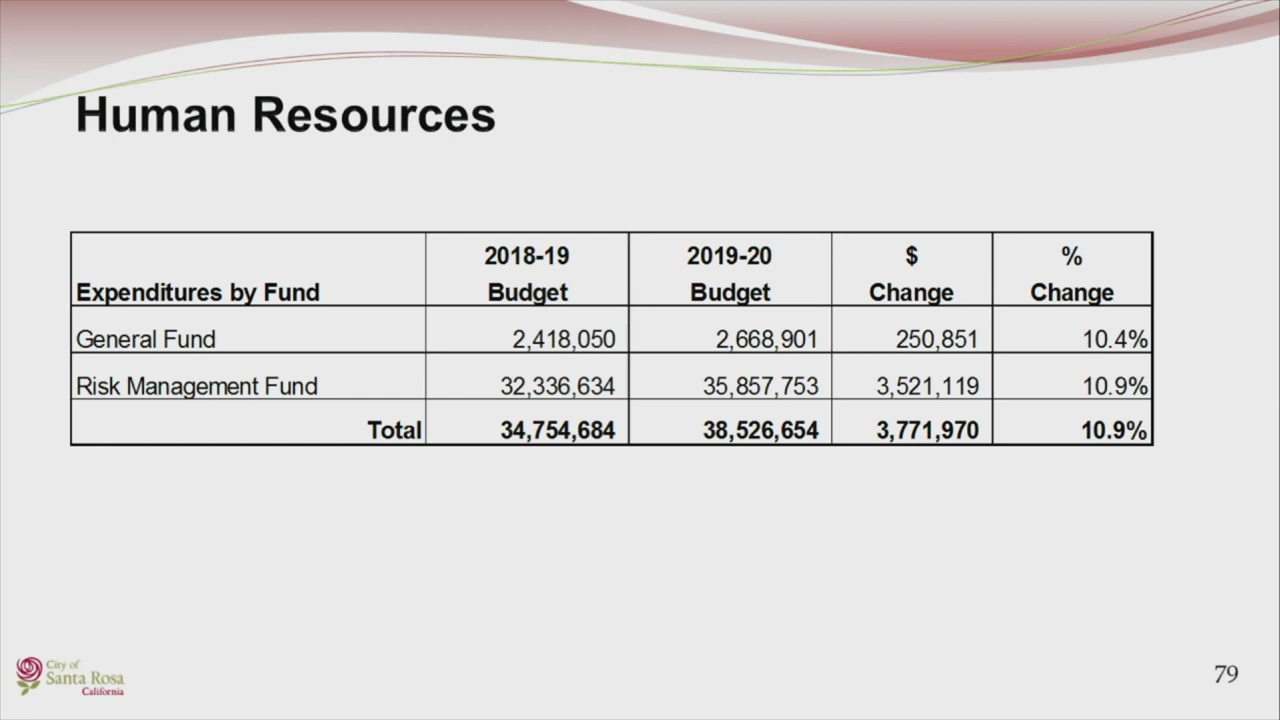 Human Resources
2018-19 2019-20 $ %
Expenditures by Fund Budget Budget Change Change
General Fund 2,418,050 2,668,901 250,851 10.4%
Risk Management Fund 32,336,634 35,857,753 3,521,119 10.9%
Total 34,754,684 38,526,654 3,771,970 10.9%
City of
Santa Rosa
California
79